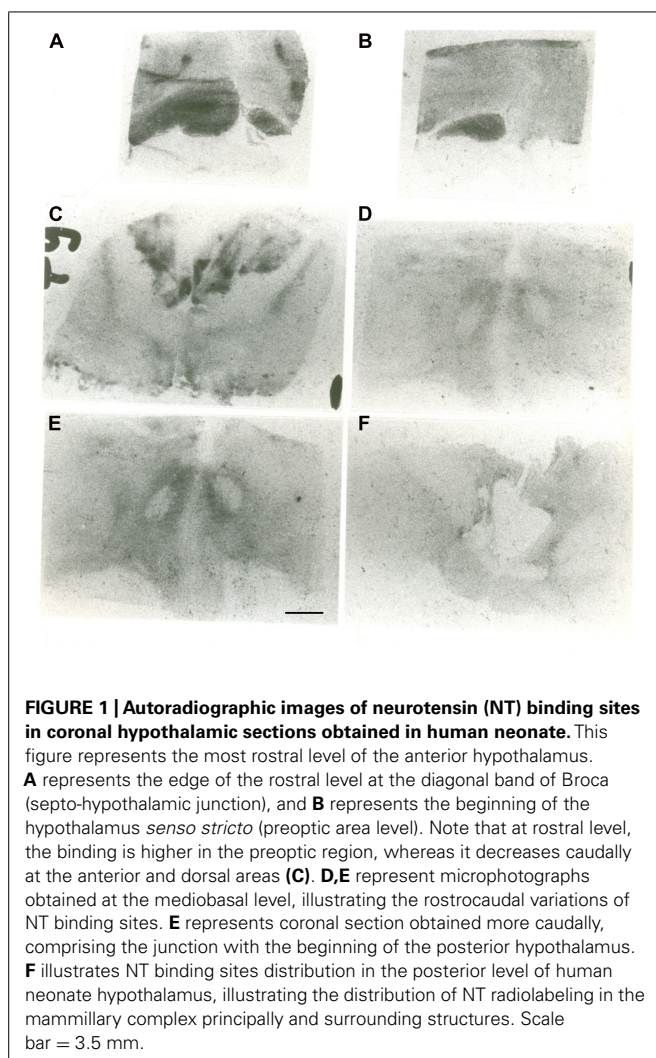 A
B
C
D
E
F
FIGURE 1 | Autoradiographic images of neurotensin (NT) binding sites
in coronal hypothalamic sections obtained in human neonate. This
figure represents the most rostral level of the anterior hypothalamus.
A represents the edge of the rostral level at the diagonal band of Broca
(septo-hypothalamic junction), and B represents the beginning of the
hypothalamus senso stricto (preoptic area level). Note that at rostral level,
the binding is higher in the preoptic region, whereas it decreases caudally
at the anterior and dorsal areas (C). D,E represent microphotographs
obtained at the mediobasal level, illustrating the rostrocaudal variations of
NT binding sites. E represents coronal section obtained more caudally,
comprising the junction with the beginning of the posterior hypothalamus.
F illustrates NT binding sites distribution in the posterior level of human
neonate hypothalamus, illustrating the distribution of NT radiolabeling in the
mammillary complex principally and surrounding structures. Scale
bar = 3.5 mm.